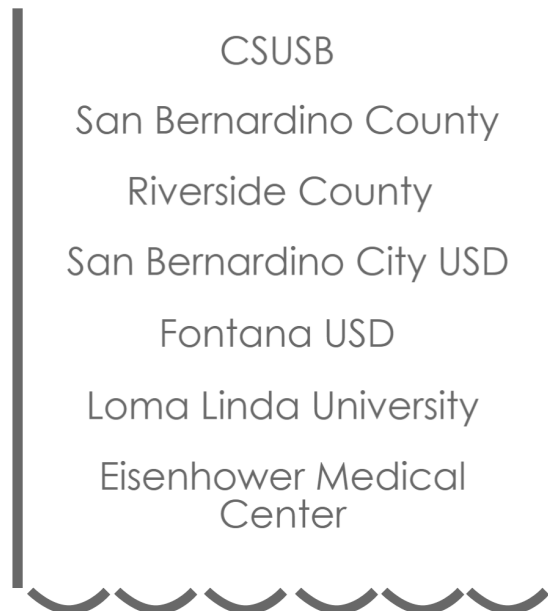 CSUSB
San Bernardino County
Riverside County
San Bernardino City USD
Fontana USD
Loma Linda University
Eisenhower Medical
Center